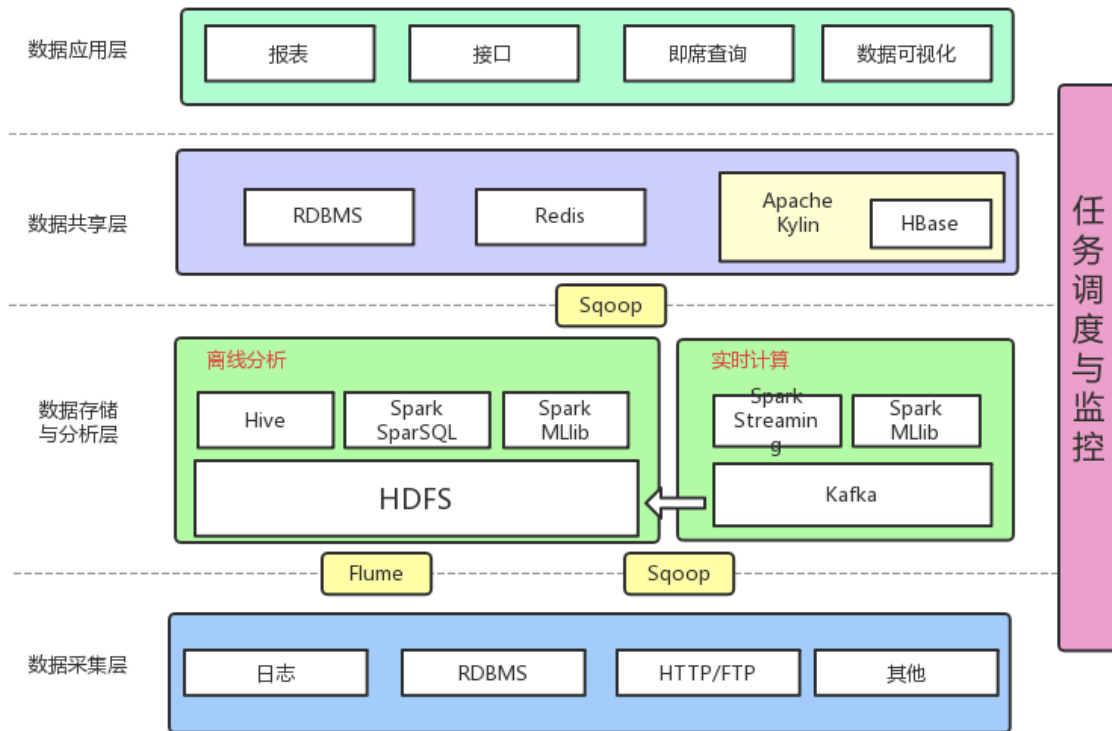 数据应用层
报表
接口
即席查询
数据可视化
数据共享层
RDBMS
Redis
Apache
Kylin
HBase
Sqoop
数据存储
与分析层
离线分析
Hive
Spark
SparSQL
Spark
MLlib
HDFS
实时计算
Spark
Streamin
g
Spark
MLlib
Kafka
Flume
Sqoop
数据采集层
日志
RDBMS
HTTP/FTP
其他
任
务
调
度
与
监
控